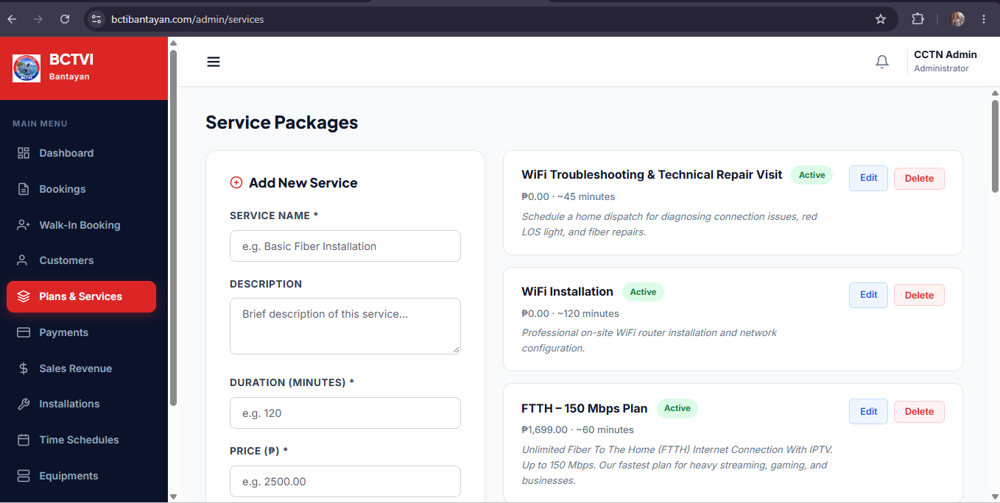 bctibantayan.com/admin/services
BCTVI
Bantayan
MAIN MENU
Dashboard
Bookings
Walk-In Booking
Customers
Plans & Services
Payments
Sales Revenue
Installations
Time Schedules
Equipments
CCTN Admin
Administrator
Service Packages
Add New Service
SERVICE NAME *
e.g. Basic Fiber Installation
DESCRIPTION
Brief description of this service...
DURATION (MINUTES) *
e.g. 120
PRICE (₱) *
e.g. 2500.00
WiFi Troubleshooting & Technical Repair Visit Active Edit Delete
₱0.00 · ~45 minutes
Schedule a home dispatch for diagnosing connection issues, red
LOS light, and fiber repairs.
WiFi Installation Active Edit Delete
₱0.00 · ~120 minutes
Professional on-site WiFi router installation and network
configuration.
FTTH – 150 Mbps Plan Active Edit Delete
₱1,699.00 · ~60 minutes
Unlimited Fiber To The Home (FTTH) Internet Connection With IPTV.
Up to 150 Mbps. Our fastest plan for heavy streaming, gaming, and
businesses.